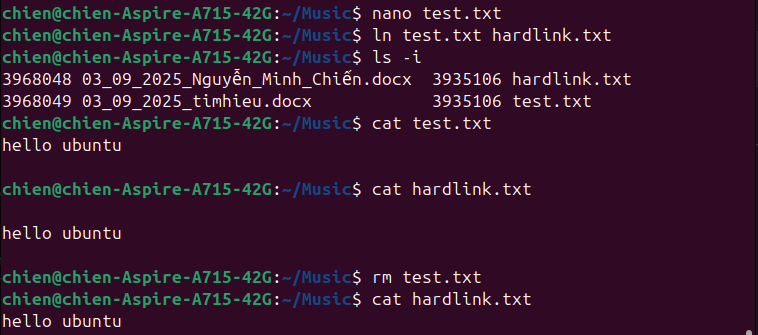 chien@chien-Aspire-A715-42G:~/Music$ nano test.txt
chien@chien-Aspire-A715-42G:~/Music$ ln test.txt hardlink.txt
chien@chien-Aspire-A715-42G:~/Music$ ls -i
3968048 03_09_2025_Nguyễn_Minh_Chiến.docx  3935106 hardlink.txt
3968049 03_09_2025_timhieu.docx            3935106 test.txt
chien@chien-Aspire-A715-42G:~/Music$ cat test.txt
hello ubuntu
chien@chien-Aspire-A715-42G:~/Music$ cat hardlink.txt
hello ubuntu
chien@chien-Aspire-A715-42G:~/Music$ rm test.txt
chien@chien-Aspire-A715-42G:~/Music$ cat hardlink.txt
hello ubuntu